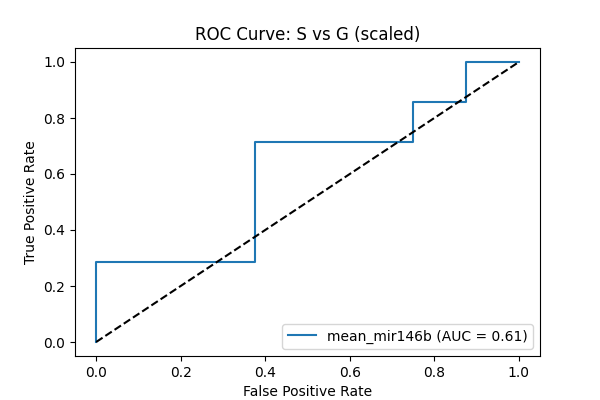 ROC Curve: S vs G (scaled)
True Positive Rate
1.0
0.8
0.6
0.4
0.2
0.0
mean_mir146b (AUC = 0.61)
0.0 0.2 0.4 0.6 0.8 1.0
False Positive Rate